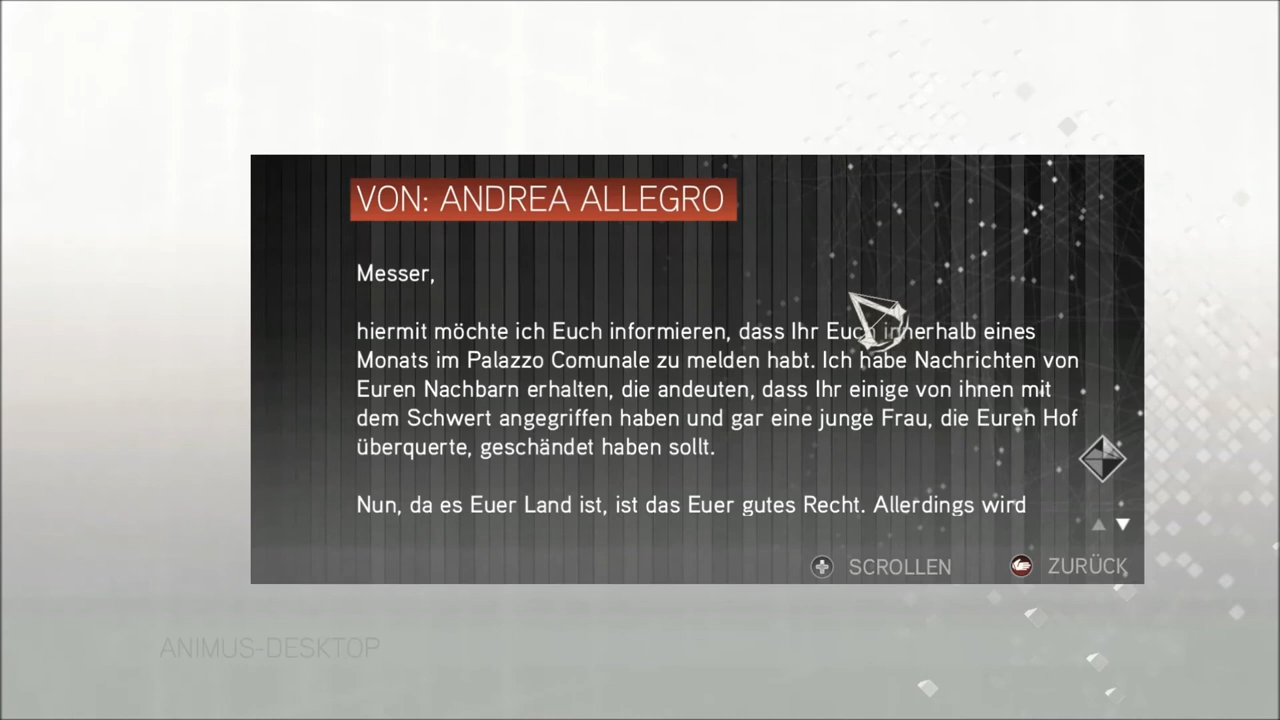 VON: ANDREA ALLEGRO
Messer,
hiermit möchte ich Euch informieren, dass Ihr Euch innerhalb eines
Monats im Palazzo Comunale zu melden habt. Ich habe Nachrichten von
Euren Nachbarn erhalten, die andeuten, dass Ihr einige von ihnen mit
dem Schwert angegriffen haben und gar eine junge Frau, die Euren Hof
überquerte, geschändet haben sollt.
Nun, da es Euer Land ist, ist das Euer gutes Recht. Allerdings wird
SCROLLEN ZURÜCK
ANIMUS-DESKTOP